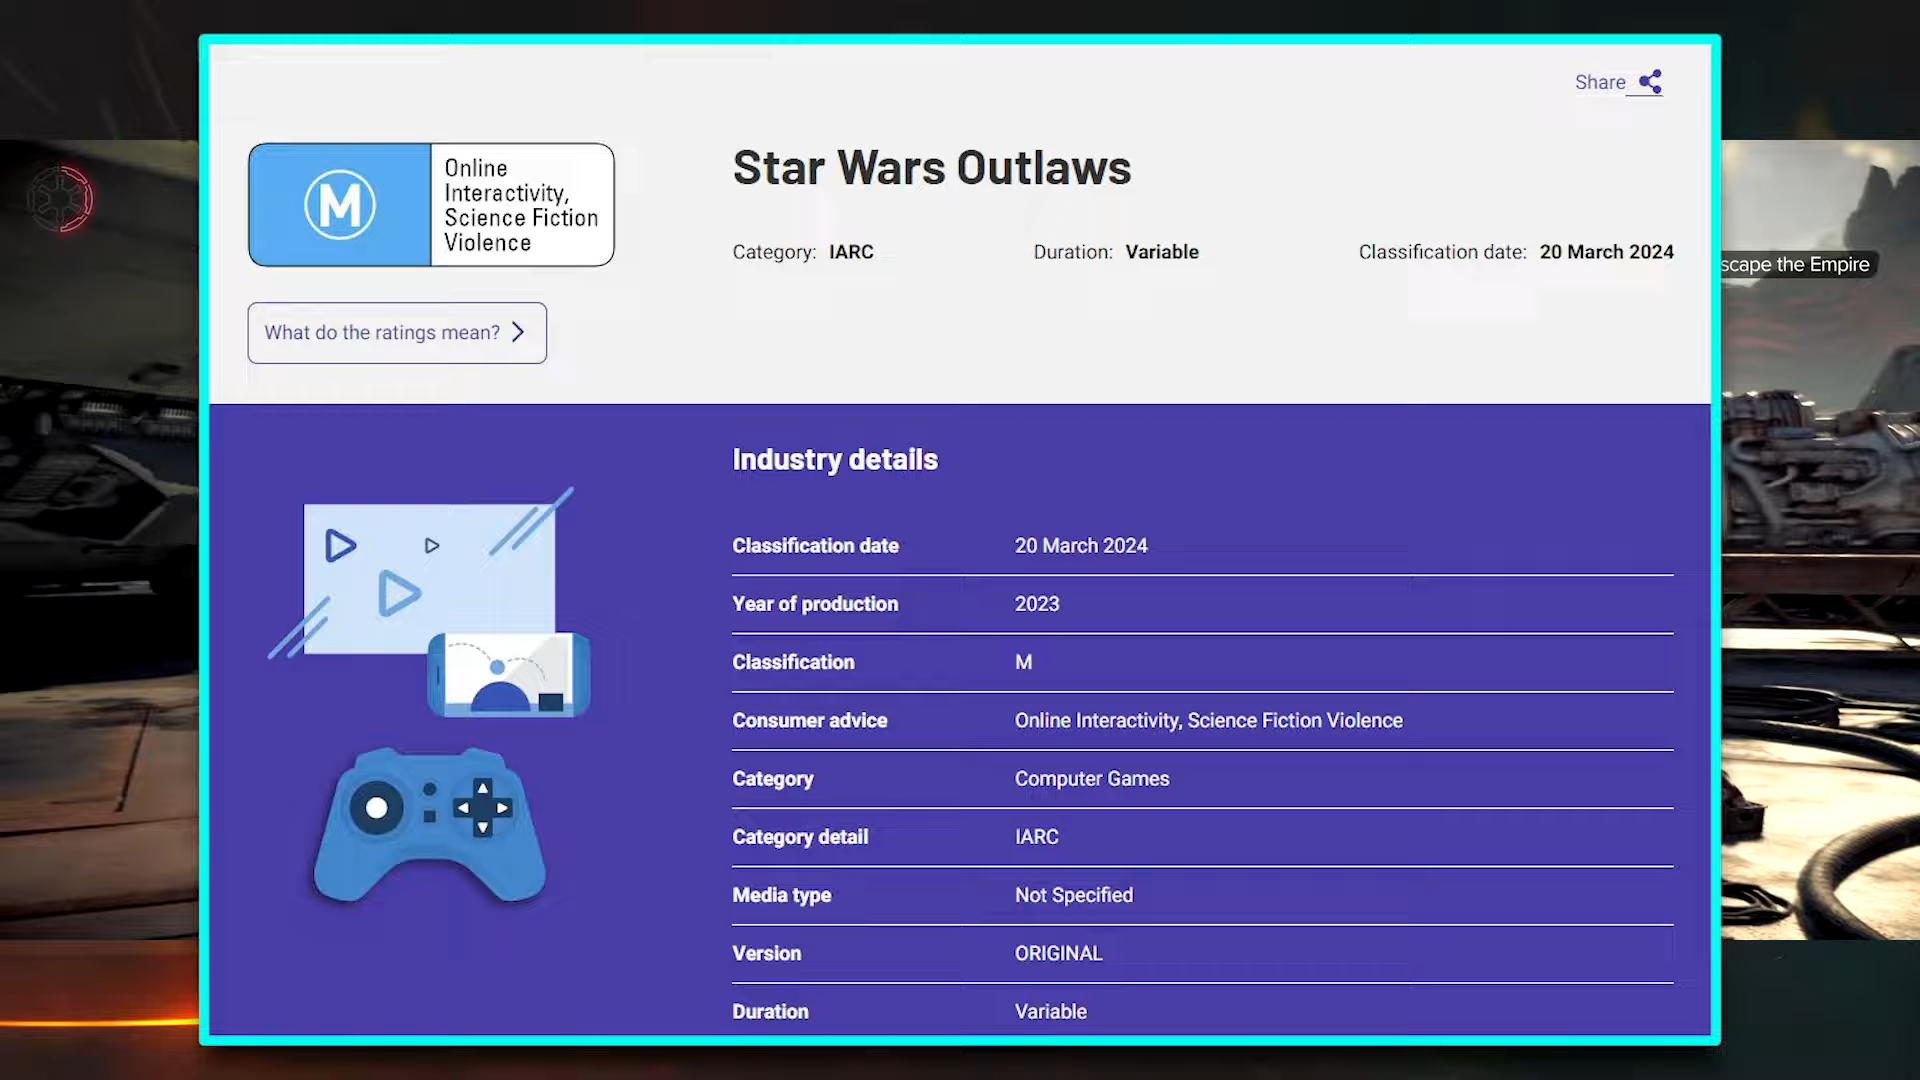 Share
M
Online
Interactivity,
Science Fiction
Violence
Star Wars Outlaws
Category: IARC
Duration: Variable
Classification date: 20 March 2024
scape the Empire
What do the ratings mean?
Industry details
Classification date 20 March 2024
Year of production 2023
Classification M
Consumer advice Online Interactivity, Science Fiction Violence
Category Computer Games
Category detail IARC
Media type Not Specified
Version ORIGINAL
Duration Variable